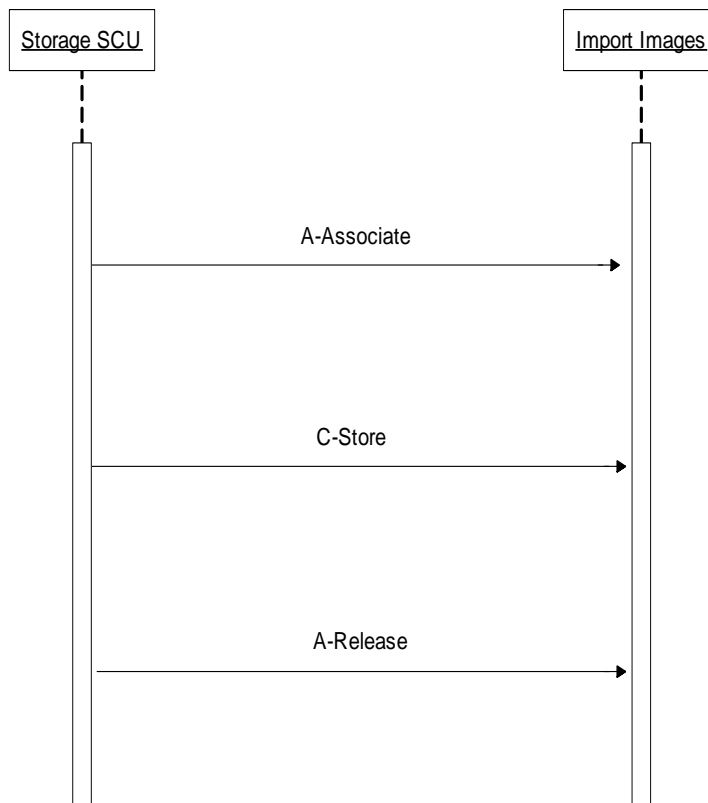 Storage SCU
Import Images
A-Associate
C-Store
A-Release